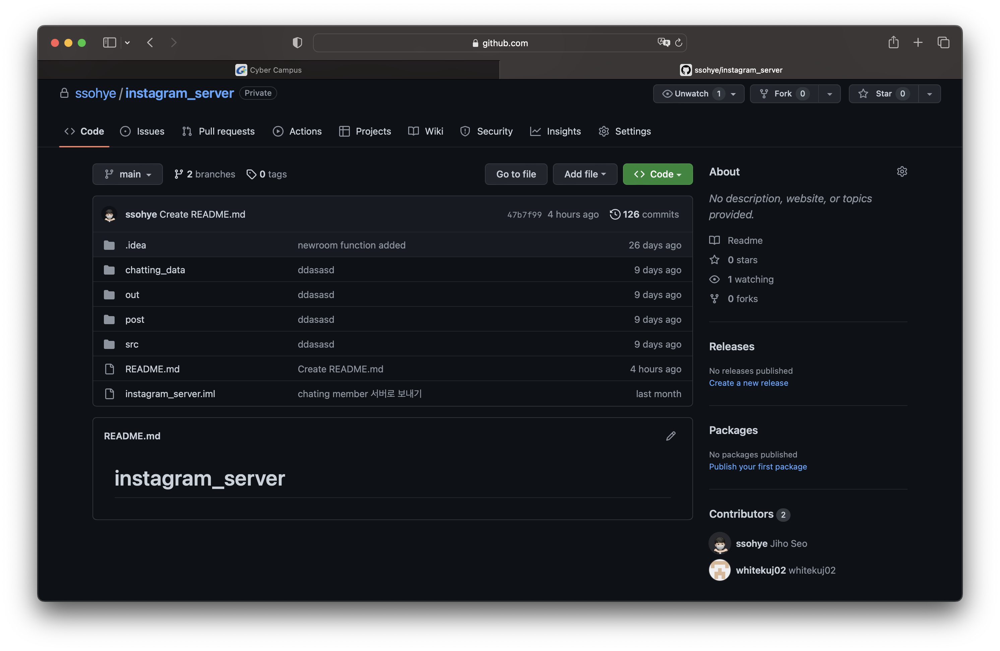 github.com
Cyber Campus
ssohye/instagram_server
ssohye / instagram_server Private
Unwatch 1 Fork 0 Star 0
Code Issues Pull requests Actions Projects Wiki Security Insights Settings
main 2 branches 0 tags
Go to file Add file Code
ssohye Create README.md 47b7f99 4 hours ago 126 commits
.idea newroom function added 26 days ago
chatting_data ddasasd 9 days ago
out ddasasd 9 days ago
post ddasasd 9 days ago
src ddasasd 9 days ago
README.md Create README.md 4 hours ago
instagram_server.iml chating member 서버로 보내기 last month
README.md
instagram_server
About
No description, website, or topics
provided.
Readme
0 stars
1 watching
0 forks
Releases
No releases published
Create a new release
Packages
No packages published
Publish your first package
Contributors 2
ssohye Jiho Seo
whitekuj02 whitekuj02